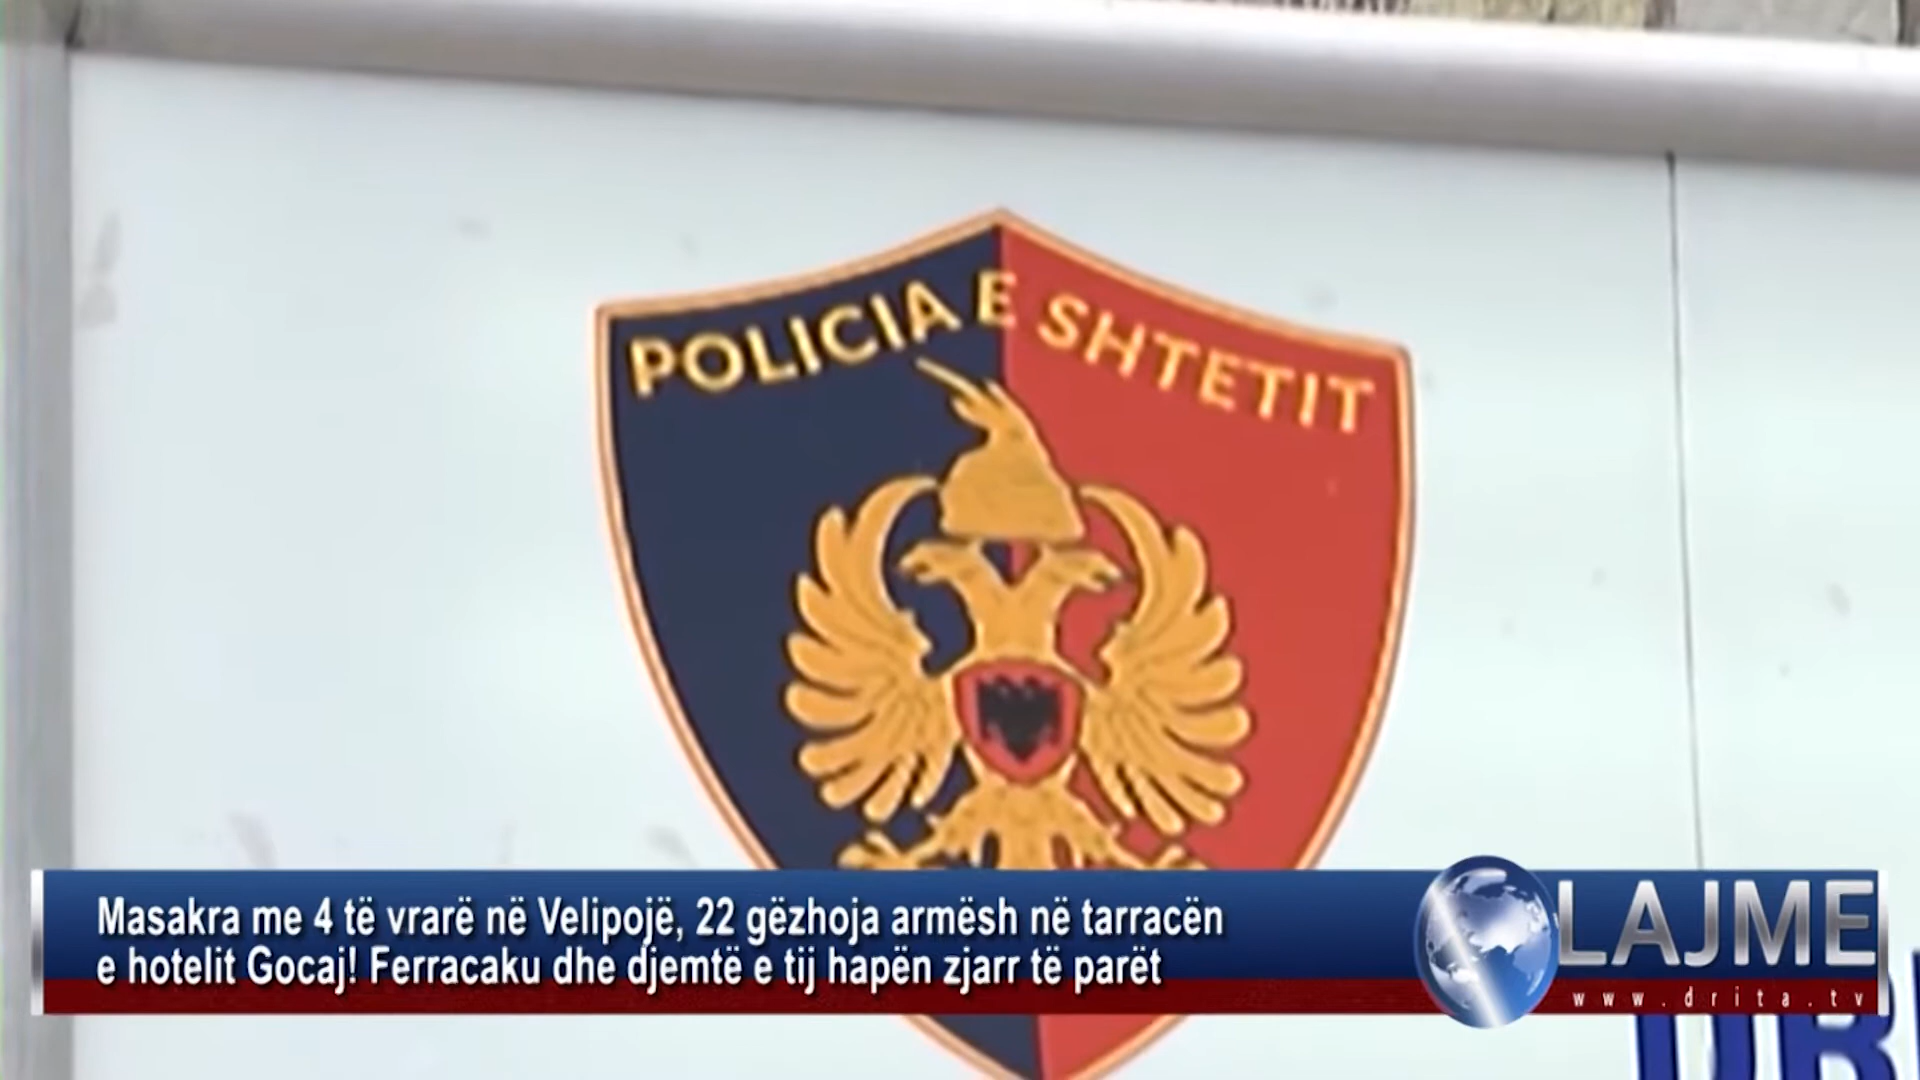 POLICIA E SHTETIT
Masakra me 4 të vrarë në Velipojë, 22 gëzhoja armësh në tarracën
e hotelit Gocaj! Ferracaku dhe djemtë e tij hapën zjarr të parët
LAJME
www.drita.tv